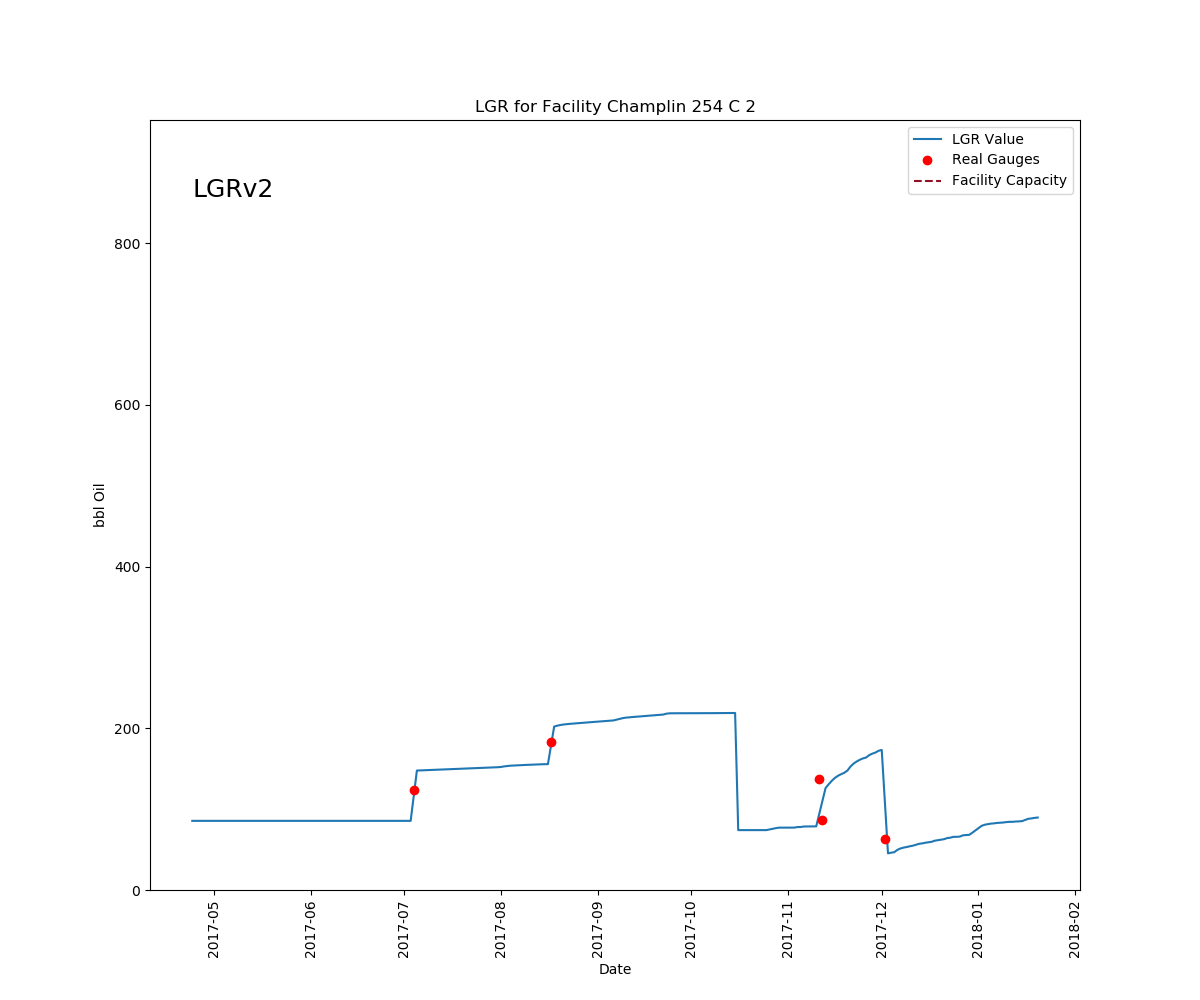 LGR for Facility Champlin 254 C 2
LGR Value
Real Gauges
Facility Capacity
LGRv2
800
600
400
200
0
bbl Oil
2017-05
2017-06
2017-07
2017-08
2017-09
2017-10
2017-11
2017-12
2018-01
2018-02
Date